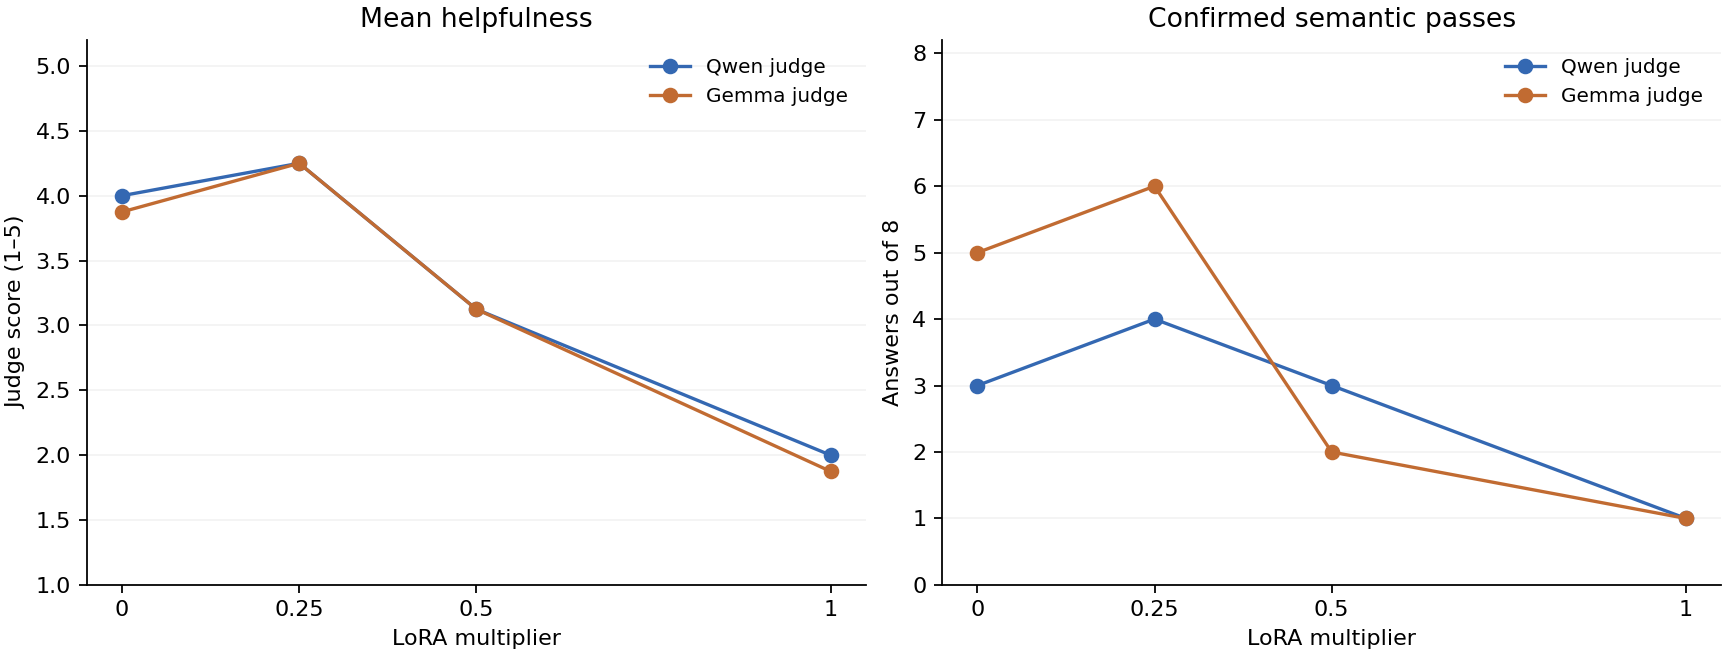 Mean helpfulness
Judge score (1–5)
5.0
4.5
4.0
3.5
3.0
2.5
2.0
1.5
1.0
Qwen judge
Gemma judge
0 0.25 0.5 1
LoRA multiplier
Confirmed semantic passes
Answers out of 8
8
7
6
5
4
3
2
1
0
Qwen judge
Gemma judge
0 0.25 0.5 1
LoRA multiplier